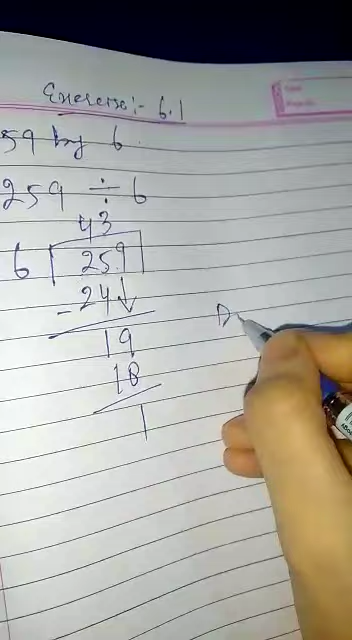 Exercise:- 6.1
59 by 6
259 ÷ 6
43
6 259
- 24 ↓
19
18
1
D